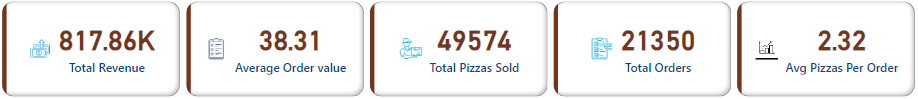 817.86K
Total Revenue
38.31
Average Order value
49574
Total Pizzas Sold
21350
Total Orders
2.32
Avg Pizzas Per Order